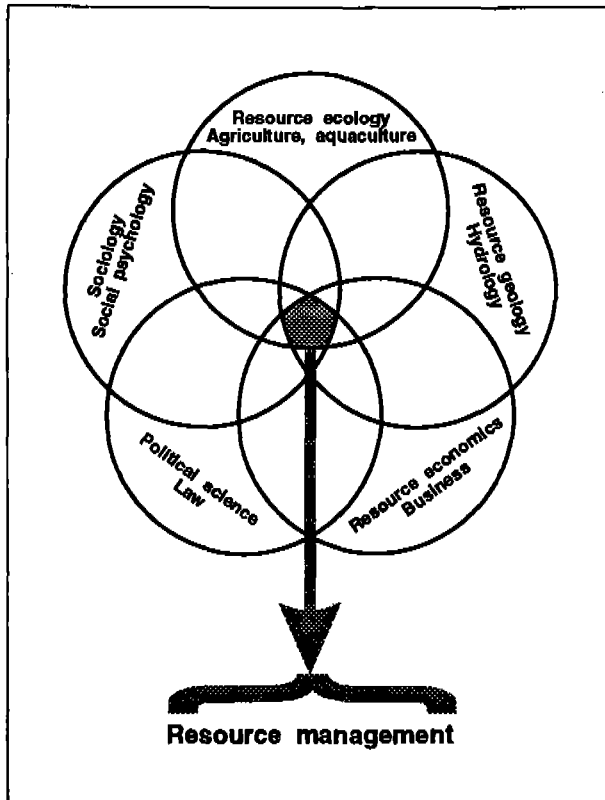 Resource ecology
Agriculture, aquaculture
Sociology
Social psychology
Resource geology
Hydrology
Political science
Law
Resource economics
Business
Resource management